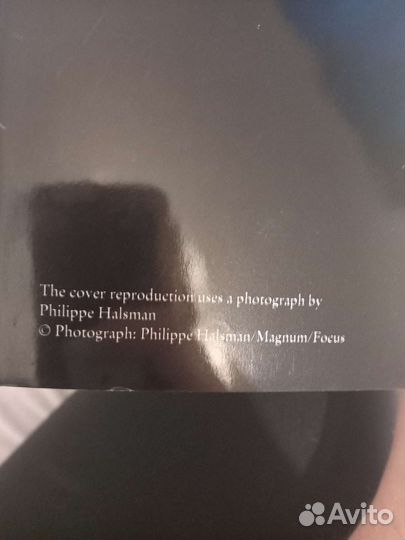 The cover reproduction uses a photograph by
Philippe Halsman
© Photograph: Philippe Halsman/Magnum/Focus
Avito